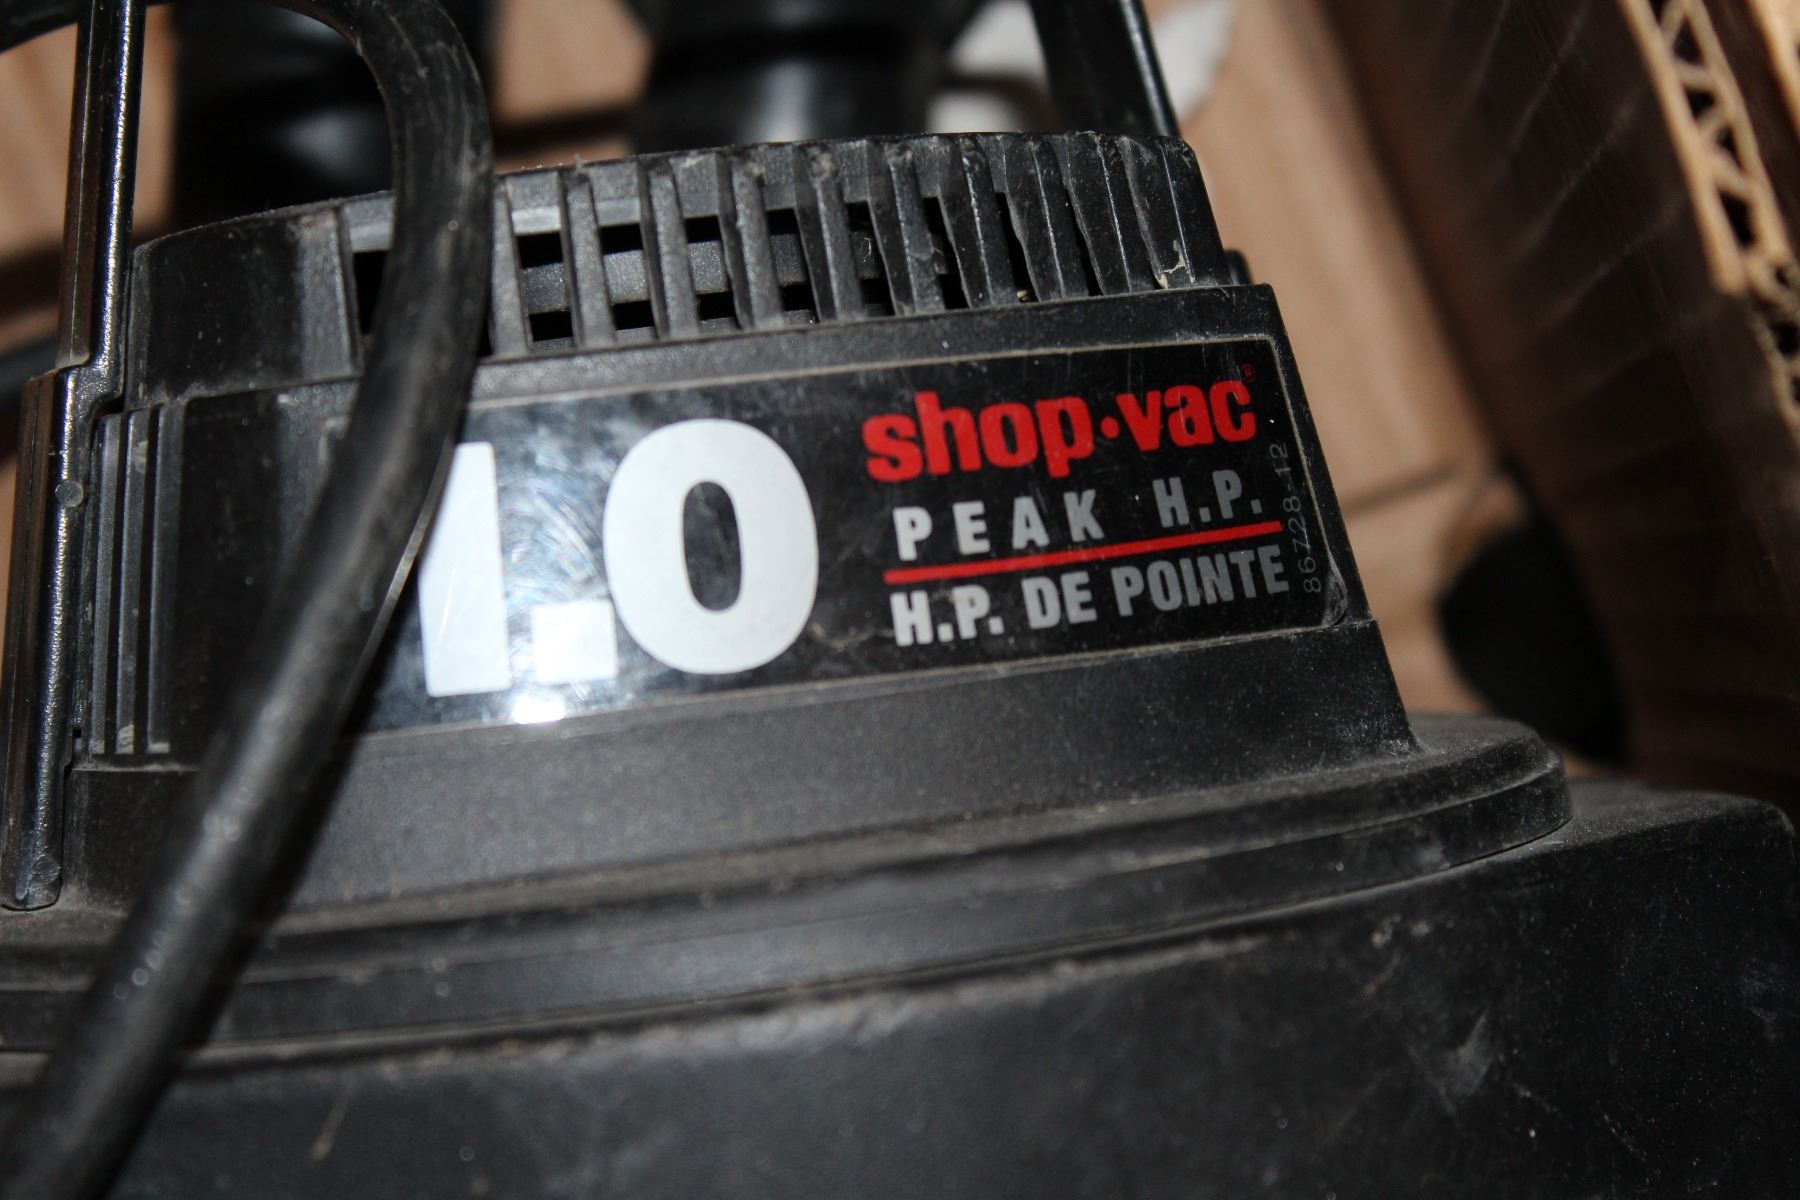 1.0
shop·vac®
PEAK H.P.
H.P. DE POINTE
86728-12